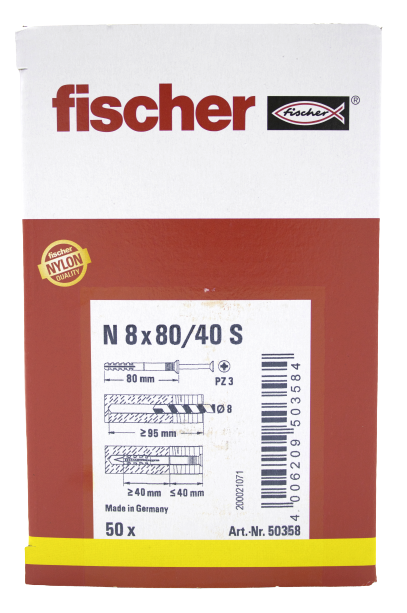 fischer
fischer ®
fischer
NYLON
QUALITY
N 8 x 80/40 S
80 mm
PZ 3
Ø 8
≥ 95 mm
≥ 40 mm ≤ 40 mm
Made in Germany
50 x
Art.-Nr. 50358
200021071
4 006209 503584